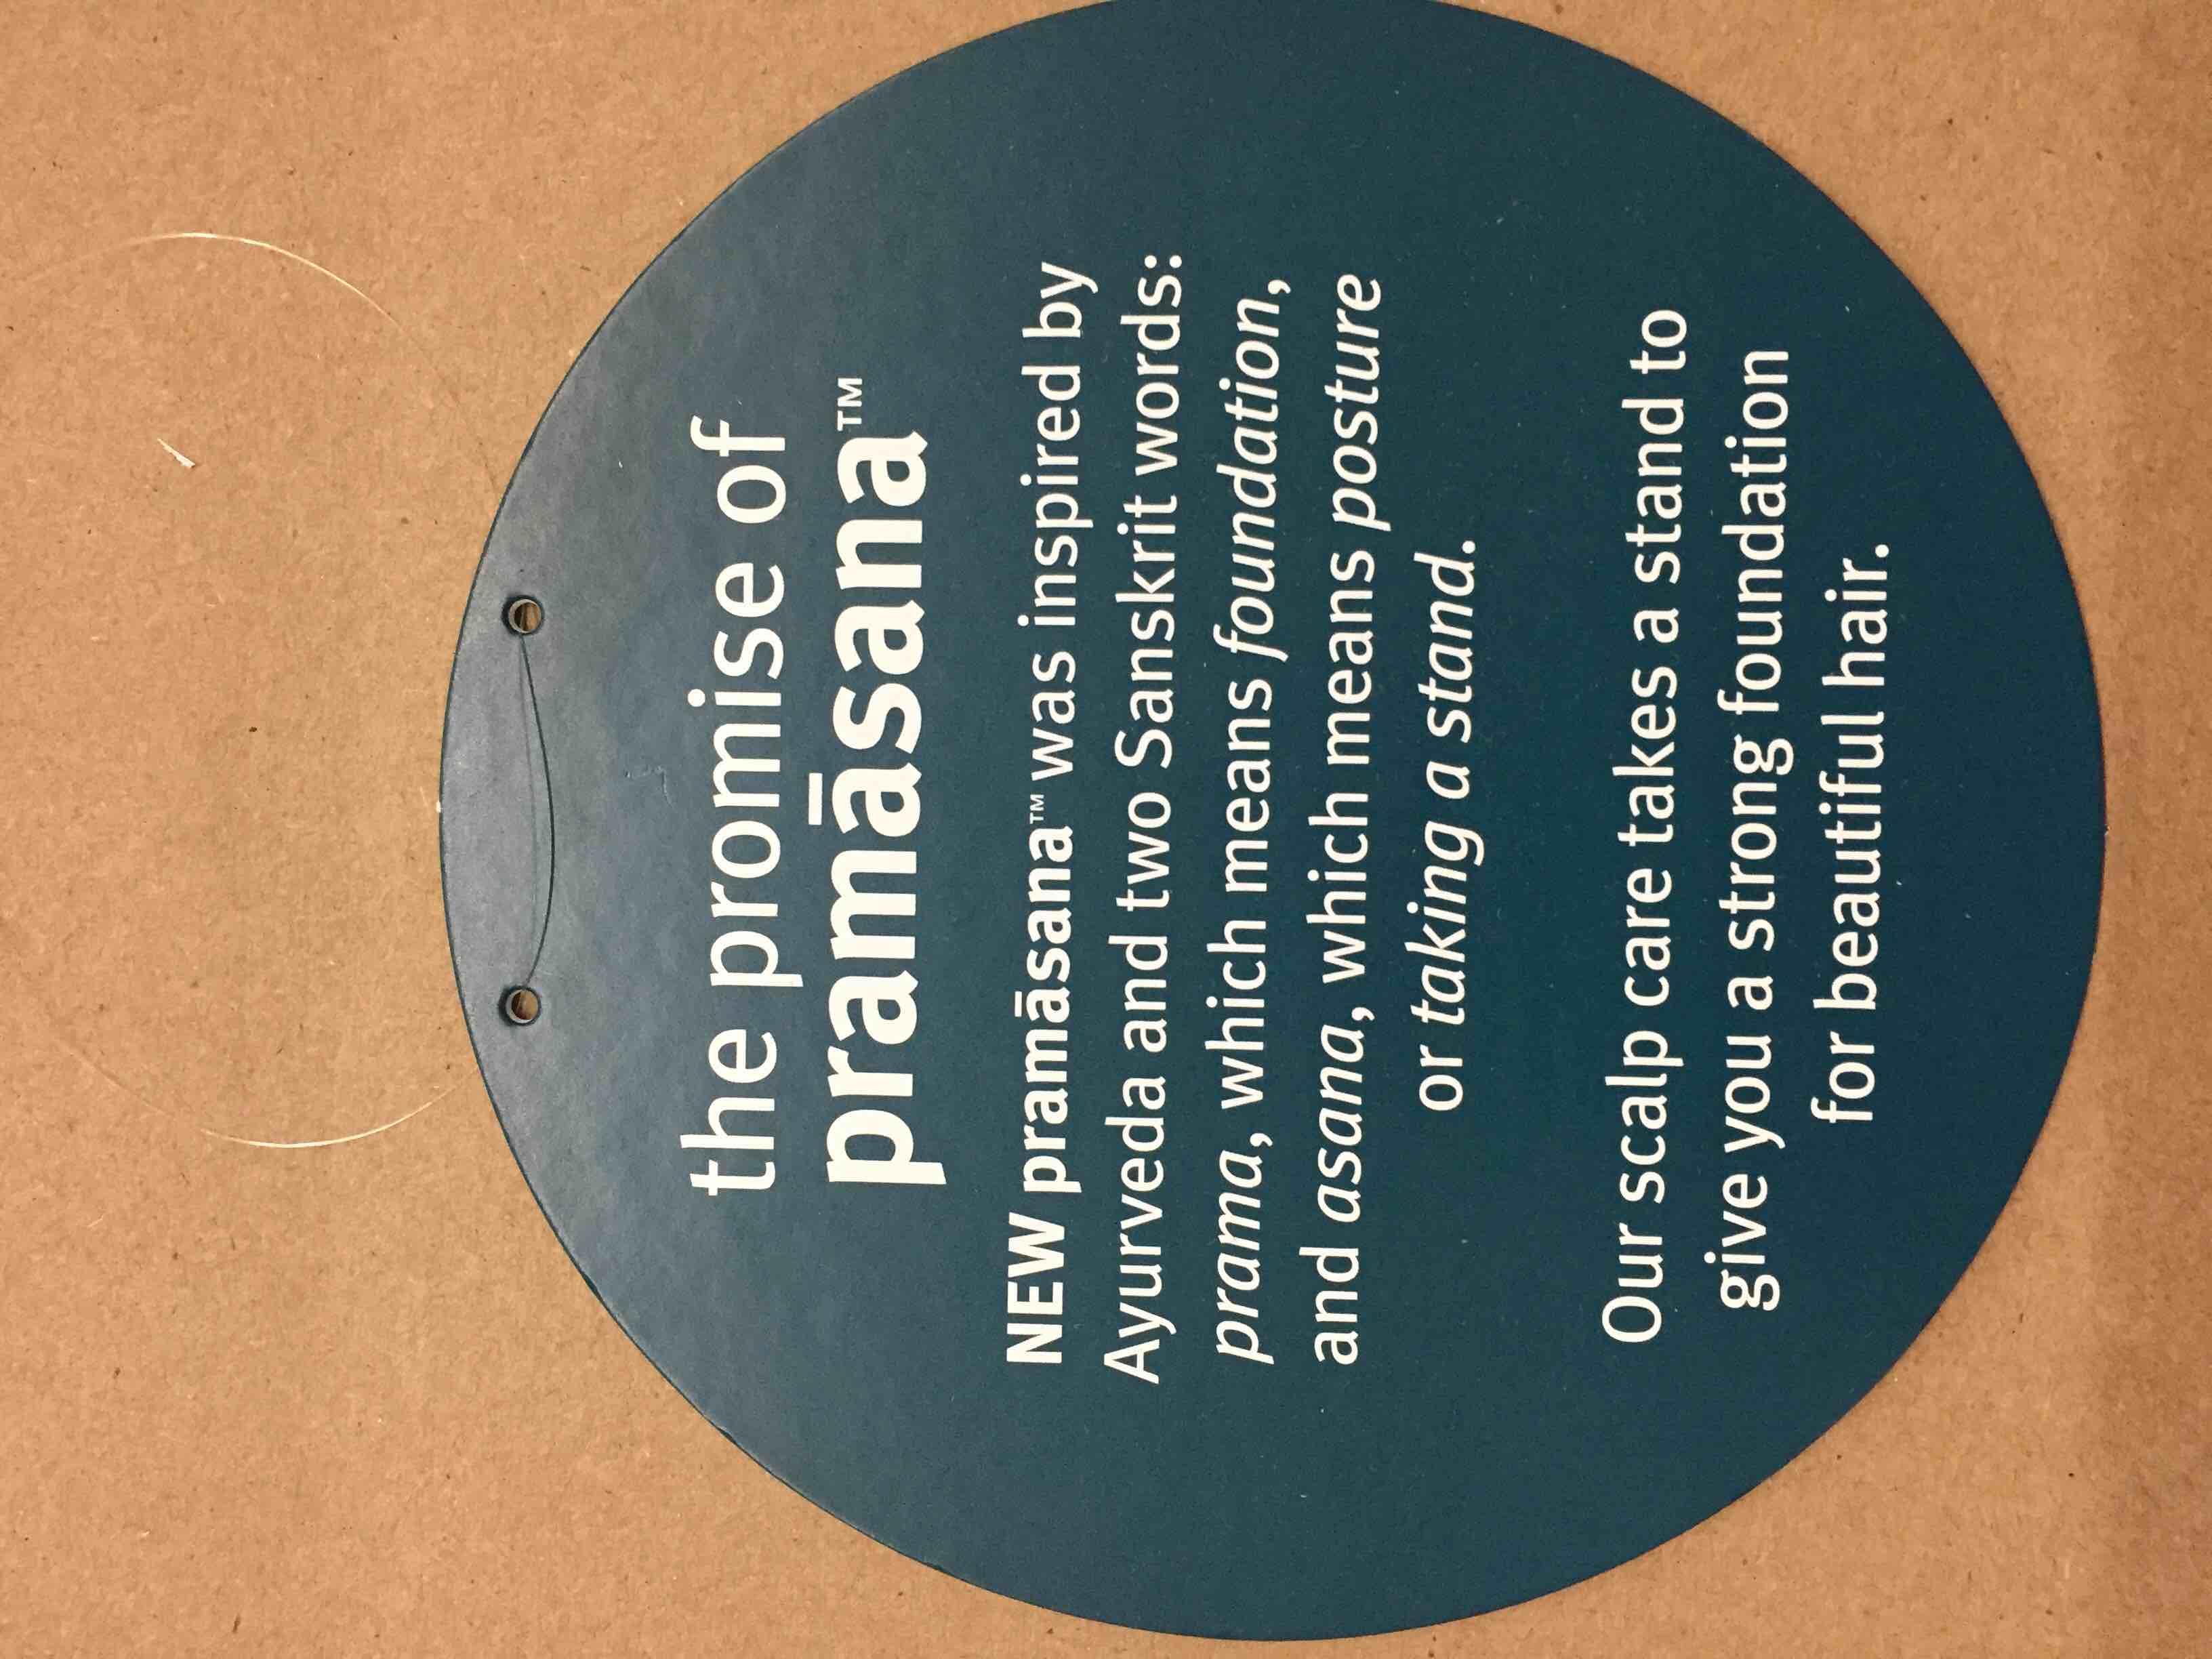 the promise of
pramāsana™
NEW pramāsana™ was inspired by
Ayurveda and two Sanskrit words:
prama, which means foundation,
and asana, which means posture
or taking a stand.
Our scalp care takes a stand to
give you a strong foundation
for beautiful hair.